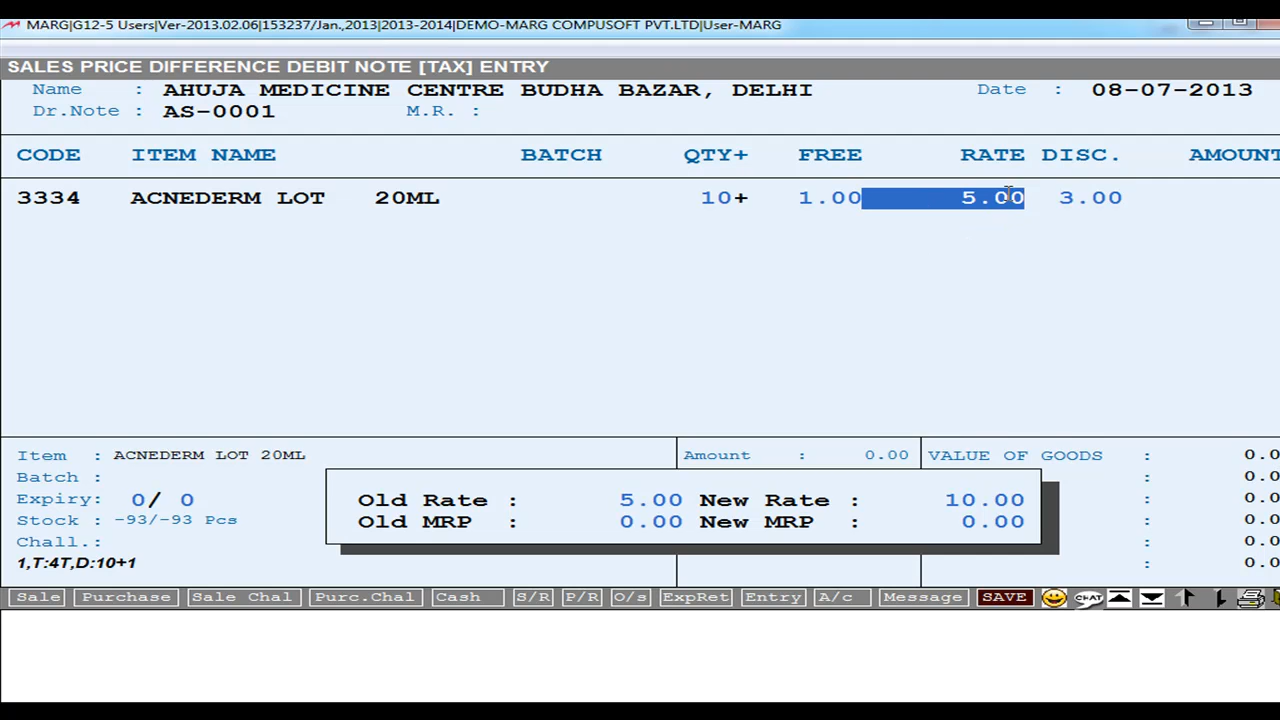 MARG|G12-5 Users|Ver-2013.02.06|153237/Jan.,2013|2013-2014|DEMO-MARG COMPUSOFT PVT.LTD|User-MARG
SALES PRICE DIFFERENCE DEBIT NOTE [TAX] ENTRY
Name : AHUJA MEDICINE CENTRE BUDHA BAZAR, DELHI Date : 08-07-2013
Dr.Note : AS-0001 M.R. :
CODE ITEM NAME BATCH QTY+ FREE RATE DISC. AMOUNT
3334 ACNEDERM LOT 20ML 10+ 1.00 5.00 3.00
Item : ACNEDERM LOT 20ML Amount : 0.00 VALUE OF GOODS : 0.0
Batch : : 0.0
Expiry: 0/ 0 Old Rate : 5.00 New Rate : 10.00 : 0.0
Stock : -93/-93 Pcs Old MRP : 0.00 New MRP : 0.00 : 0.0
Chall.: : 0.0
1,T:4T,D:10+1 : 0.0
Sale Purchase Sale Chal Purc.Chal Cash S/R P/R O/s ExpRet Entry A/c Message SAVE CHAT